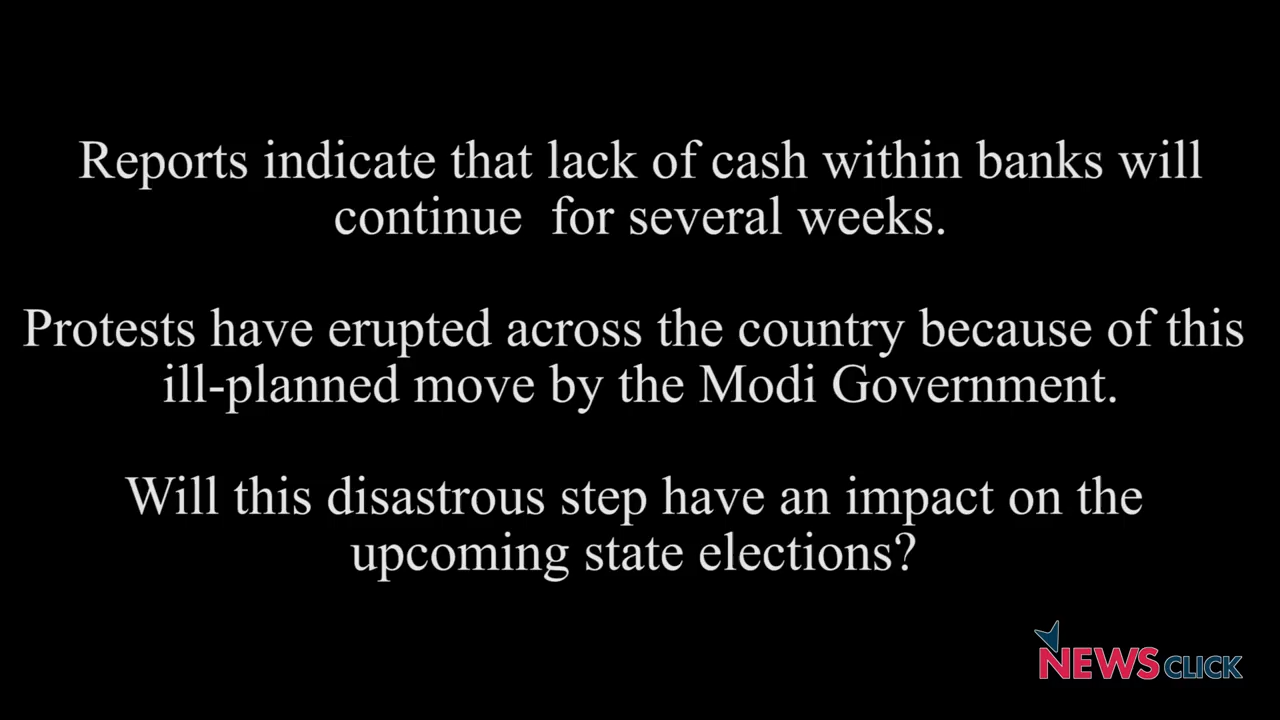 Reports indicate that lack of cash within banks will
continue  for several weeks.
Protests have erupted across the country because of this
ill-planned move by the Modi Government.
Will this disastrous step have an impact on the
upcoming state elections?
NEWSCLICK